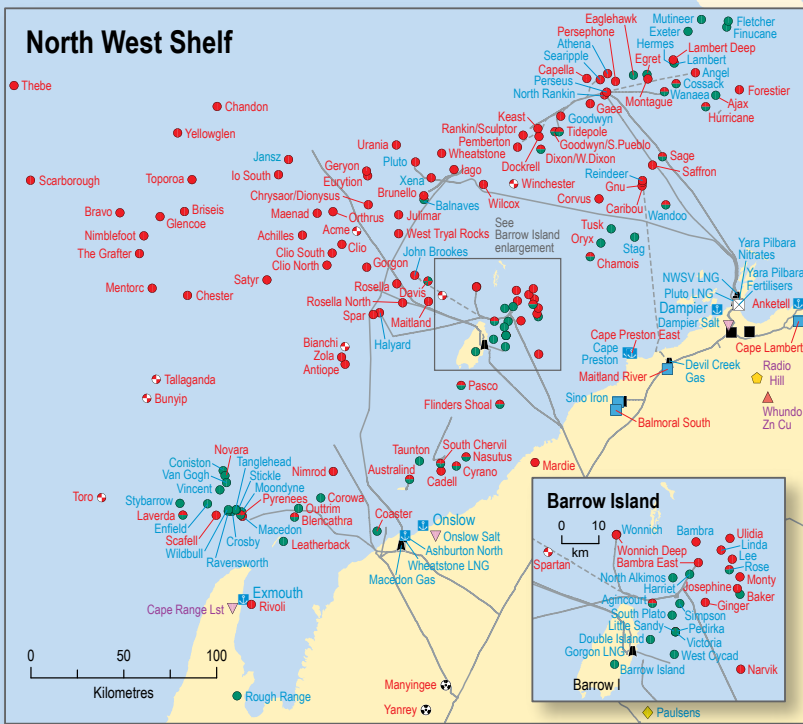 North West Shelf
Thebe
Chandon
Yellowglen
Scarborough
Toporoa
Jansz
Io South
Geryon
Eurytion
Chrysaor/Dionysus
Urania
Pluto
Wheatstone
Xena
Iago
Brunello
Balnaves
Wilcox
Winchester
Bravo
Briseis
Glencoe
Nimblefoot
The Grafter
Mentorc
Chester
Maenad
Orthrus
Julimar
Acme
Achilles
West Tryal Rocks
Clio
Clio South
Clio North
Gorgon
John Brookes
Satyr
Rosella
Davis
Rosella North
Spar
Maitland
Halyard
Bianchi
Zola
Antiope
Tallaganda
Bunyip
Eaglehawk
Persephone
Athena
Searipple
Capella
Perseus
North Rankin
Mutineer
Exeter
Hermes
Egret
Fletcher
Finucane
Lambert Deep
Lambert
Angel
Cossack
Wanaea
Forestier
Montague
Ajax
Hurricane
Gaea
Keast
Goodwyn
Rankin/Sculptor
Tidepole
Pemberton
Goodwyn/S.Pueblo
Dixon/W.Dixon
Dockrell
Sage
Saffron
Reindeer
Gnu
Corvus
Caribou
Wandoo
Tusk
Oryx
Stag
Chamois
See
Barrow Island
enlargement
Yara Pilbara
Nitrates
NWSV LNG
Yara Pilbara
Fertilisers
Pluto LNG
Dampier
Anketell
Dampier Salt
Cape Preston East
Cape
Preston
Cape Lambert
Devil Creek
Gas
Maitland River
Radio
Hill
Sino Iron
Whundo
Zn Cu
Balmoral South
Pasco
Flinders Shoal
South Chervil
Taunton
Nasutus
Australind
Cyrano
Cadell
Mardie
Novara
Coniston
Tanglehead
Van Gogh
Stickle
Nimrod
Vincent
Moondyne
Toro
Stybarrow
Pyrenees
Corowa
Laverda
Outtrim
Enfield
Macedon
Blencathra
Scafell
Crosby
Wildbull
Ravensworth
Leatherback
Coaster
Onslow
Onslow Salt
Ashburton North
Wheatstone LNG
Macedon Gas
Exmouth
Cape Range Lst
Rivoli
0 50 100
Kilometres
Rough Range
Manyingee
Yanrey
Paulsens
Barrow Island
0 10
km
Wonnich
Bambra
Ulidia
Linda
Wonnich Deep
Lee
Spartan
Bambra East
Rose
North Alkimos
Monty
Harriet
Josephine
Baker
Agincourt
Ginger
South Plato
Simpson
Little Sandy
Pedirka
Double Island
Victoria
Gorgon LNG
West Cycad
Barrow Island
Narvik
Barrow I